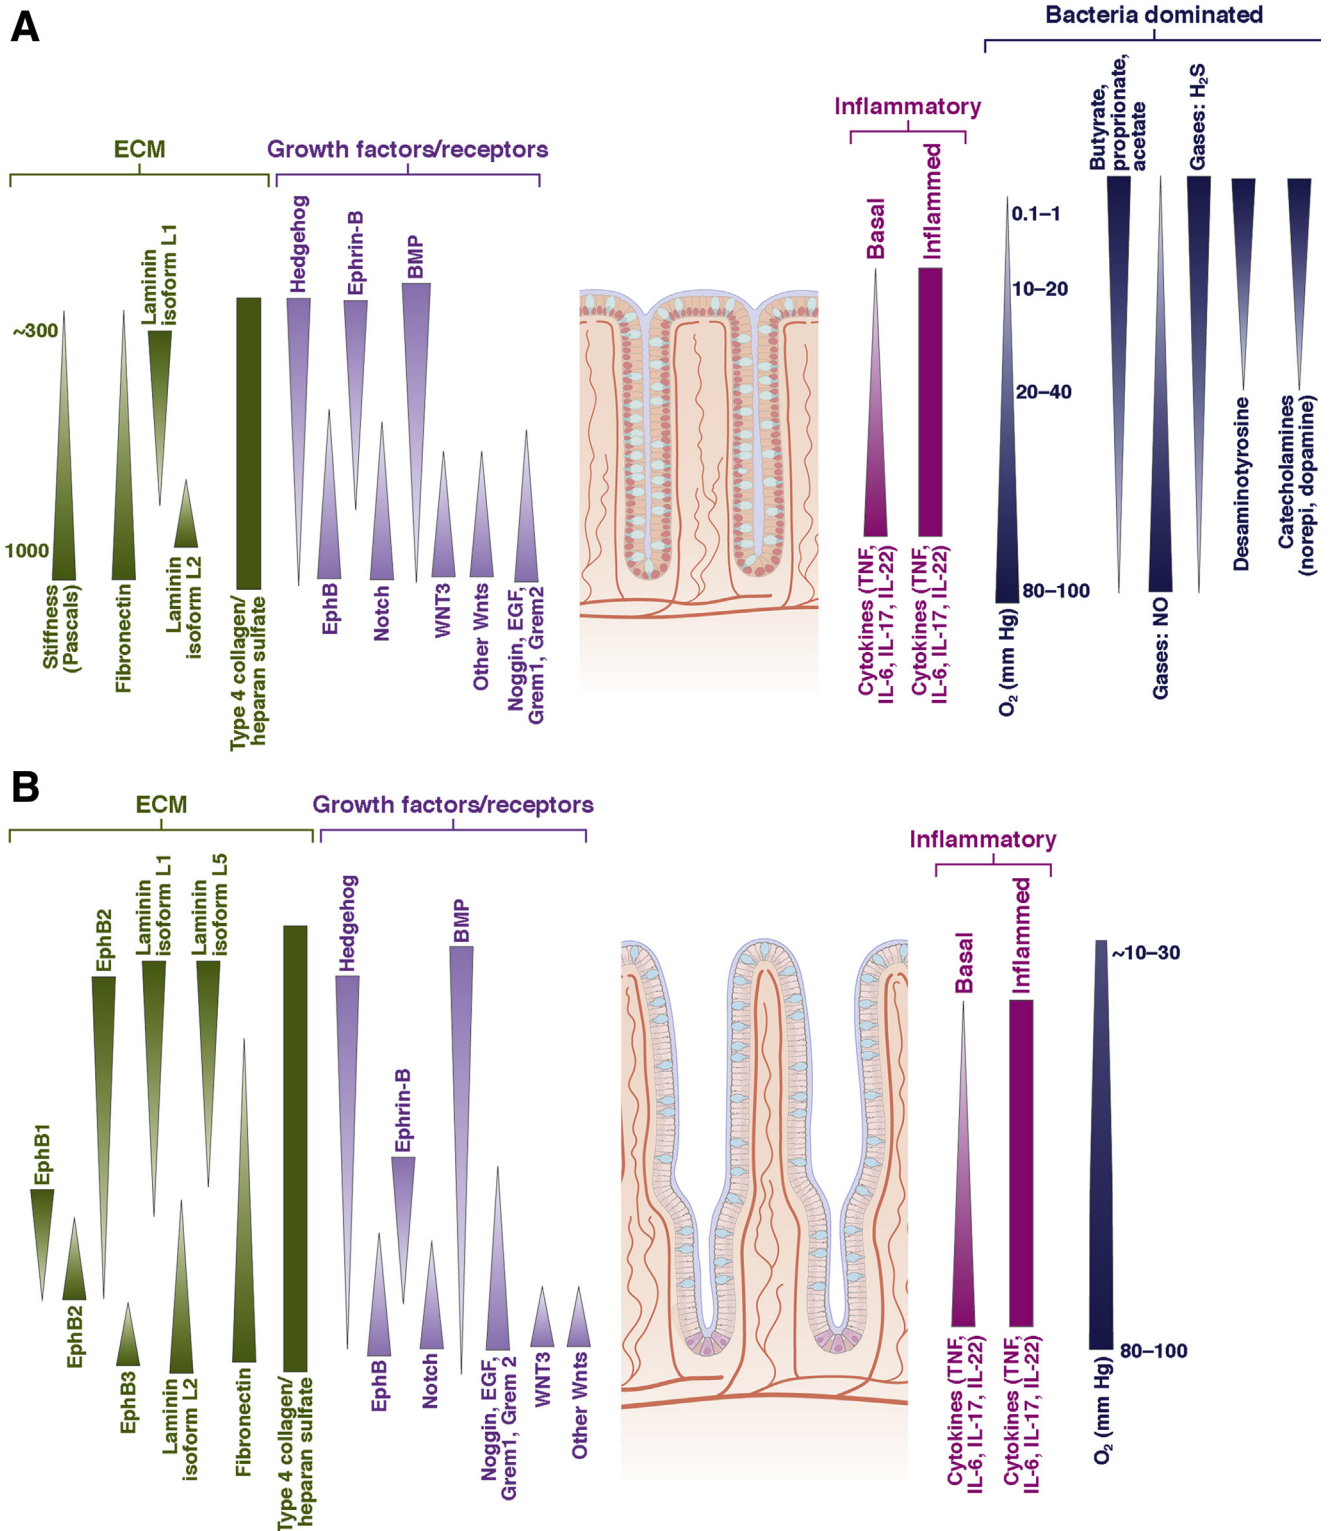 A
Bacteria dominated
Inflammatory
ECM
Growth factors/receptors
Laminin
isoform L1
Hedgehog
Ephrin-B
BMP
Basal
Inflammed
Butyrate,
proprionate,
acetate
Gases: H₂S
~300
1000
0.1–1
10–20
20–40
80–100
Stiffness
(Pascals)
Fibronectin
Laminin
isoform L2
Type 4 collagen/
heparan sulfate
EphB
Notch
WNT3
Other Wnts
Noggin, EGF,
Grem1, Grem2
Cytokines (TNF,
IL-6, IL-17, IL-22)
Cytokines (TNF,
IL-6, IL-17, IL-22)
O₂ (mm Hg)
Gases: NO
Desaminotyrosine
Catecholamines
(norepi, dopamine)
B
ECM
Growth factors/receptors
Inflammatory
EphB1
EphB2
Laminin
isoform L1
Laminin
isoform L5
Hedgehog
Ephrin-B
BMP
Basal
Inflammed
~10–30
80–100
EphB2
EphB3
Laminin
isoform L2
Fibronectin
Type 4 collagen/
heparan sulfate
EphB
Notch
Noggin, EGF,
Grem1, Grem 2
WNT3
Other Wnts
Cytokines (TNF,
IL-6, IL-17, IL-22)
Cytokines (TNF,
IL-6, IL-17, IL-22)
O₂ (mm Hg)